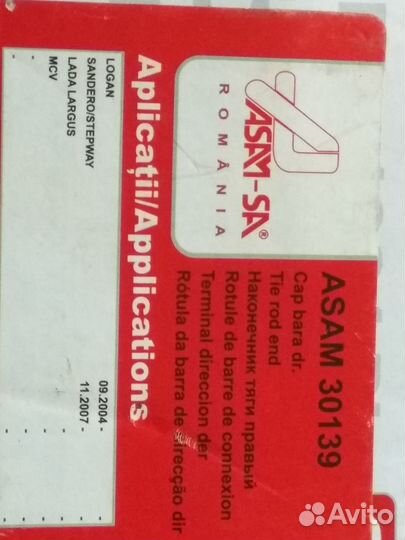 ASAM-SA®
ROMÂNIA
ASAM 30139
Cap bara dr.
Tie rod end
Наконечник тяги правый
Rotule de barre de connexion
Terminal direccion der
Rótula da barra de direcção dir
Aplicații/Applications
LOGAN 09.2004 -
SANDERO/STEPWAY 11.2007 -
LADA LARGUS -
MCV -
- -
- -
Avito